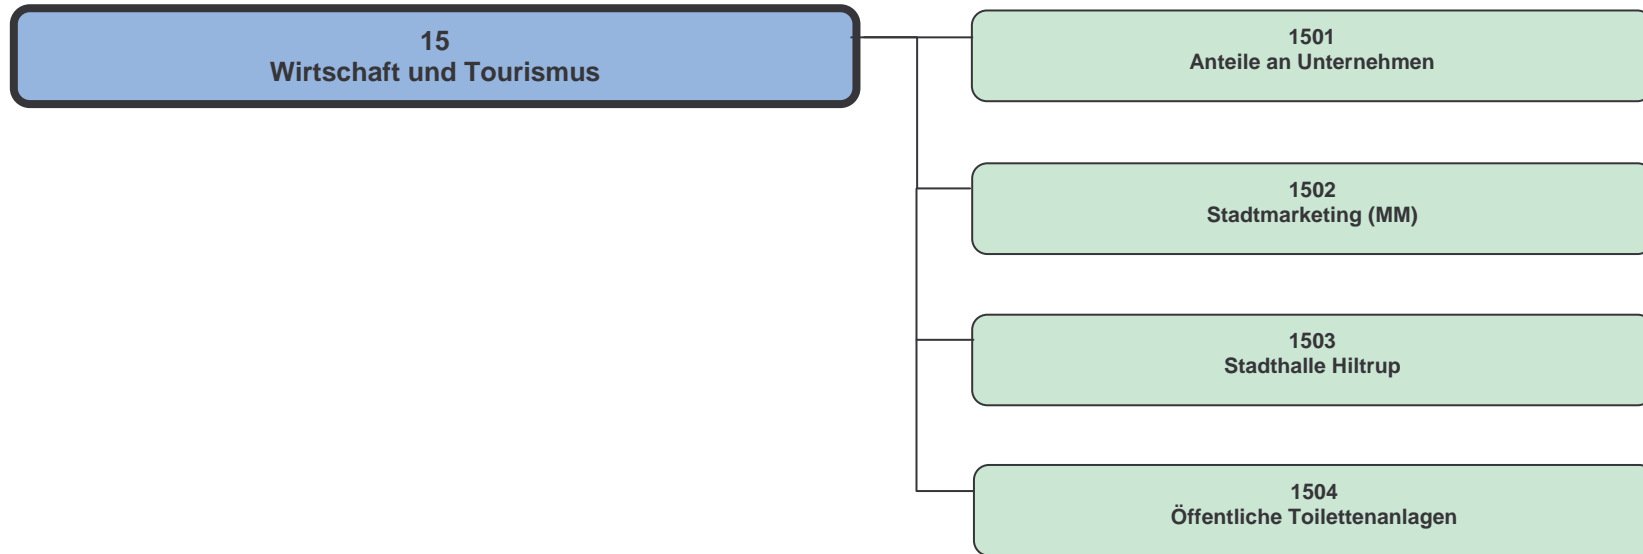 15
Wirtschaft und Tourismus
1501
Anteile an Unternehmen
1502
Stadtmarketing (MM)
1503
Stadthalle Hiltrup
1504
Öffentliche Toilettenanlagen